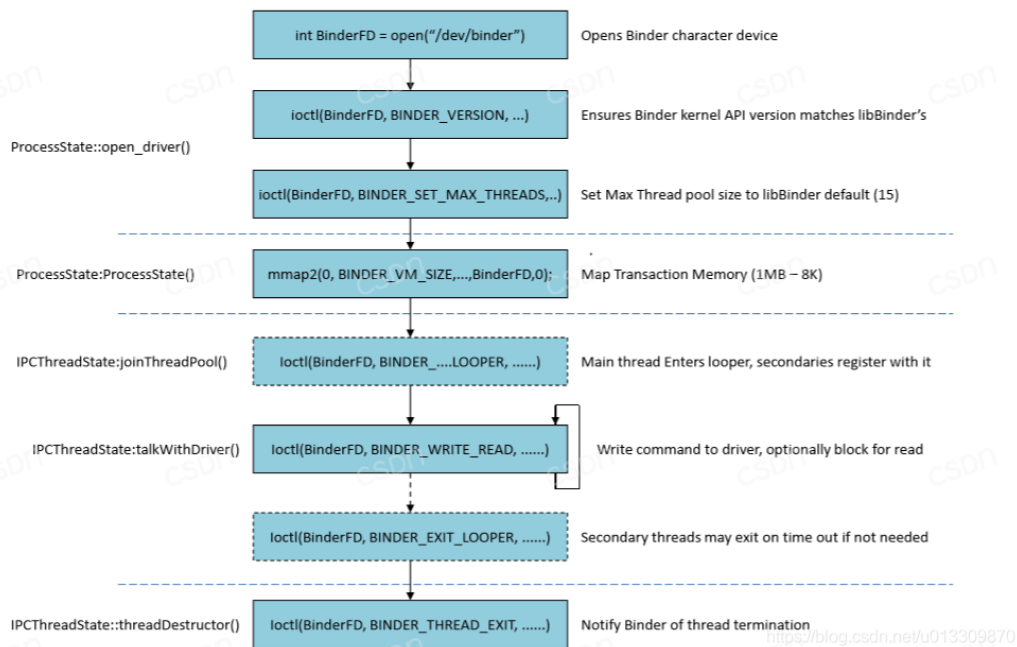 int BinderFD = open(“/dev/binder”) Opens Binder character device
ioctl(BinderFD, BINDER_VERSION, ...) Ensures Binder kernel API version matches libBinder’s
ProcessState::open_driver()
ioctl(BinderFD, BINDER_SET_MAX_THREADS,..) Set Max Thread pool size to libBinder default (15)
ProcessState:ProcessState() mmap2(0, BINDER_VM_SIZE,...,BinderFD,0); Map Transaction Memory (1MB – 8K)
IPCThreadState:joinThreadPool() Ioctl(BinderFD, BINDER_....LOOPER, ......) Main thread Enters looper, secondaries register with it
IPCThreadState:talkWithDriver() Ioctl(BinderFD, BINDER_WRITE_READ, ......) Write command to driver, optionally block for read
Ioctl(BinderFD, BINDER_EXIT_LOOPER, ......) Secondary threads may exit on time out if not needed
IPCThreadState::threadDestructor() Ioctl(BinderFD, BINDER_THREAD_EXIT, ......) Notify Binder of thread termination
https://blog.csdn.net/u013309870
CSDN